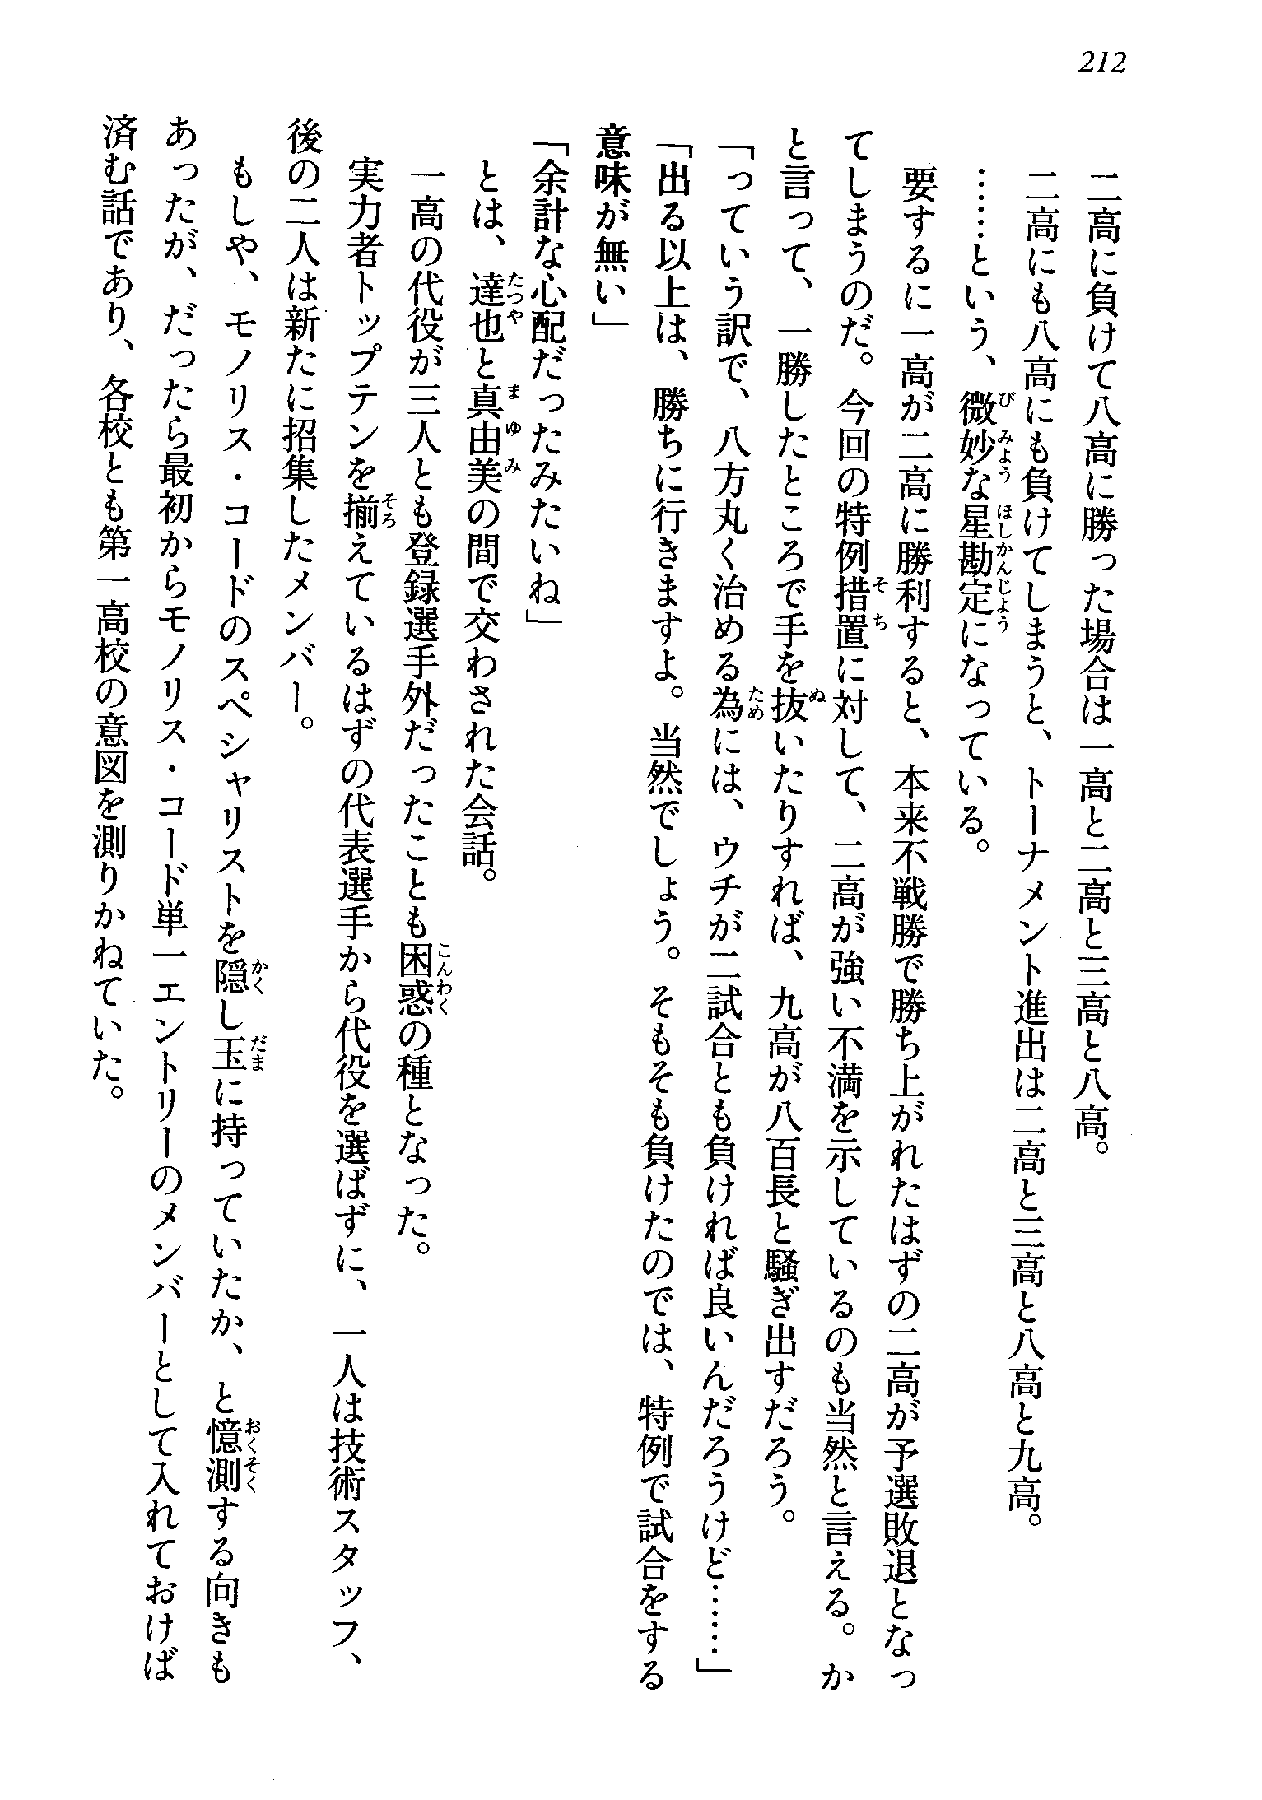 212
二高に負けて八高に勝った場合は一高と二高と三高と八高。
二高にも八高にも負けてしまうと、トーナメント進出は二高と三高と八高と九高。
……という、微妙な星勘定になっている。
要するに一高が二高に勝利すると、本来不戦勝で勝ち上がれたはずの二高が予選敗退となっ
てしまうのだ。今回の特例措置に対して、二高が強い不満を示しているのも当然と言える。か
と言って、一勝したところで手を抜いたりすれば、九高が八百長と騒ぎ出すだろう。
「っていう訳で、八方丸く治める為には、ウチが二試合とも負ければ良いんだろうけど……」
「出る以上は、勝ちに行きますよ。当然でしょう。そもそも負けたのでは、特例で試合をする
意味が無い」
「余計な心配だったみたいね」
とは、達也と真由美の間で交わされた会話。
一高の代役が三人とも登録選手外だったことも困惑の種となった。
実力者トップテンを揃えているはずの代表選手から代役を選ばずに、一人は技術スタッフ、
後の二人は新たに招集したメンバー。
もしや、モノリス・コードのスペシャリストを隠し玉に持っていたか、と憶測する向きも
あったが、だったら最初からモノリス・コード単一エントリーのメンバーとして入れておけば
済む話であり、各校とも第一高校の意図を測りかねていた。